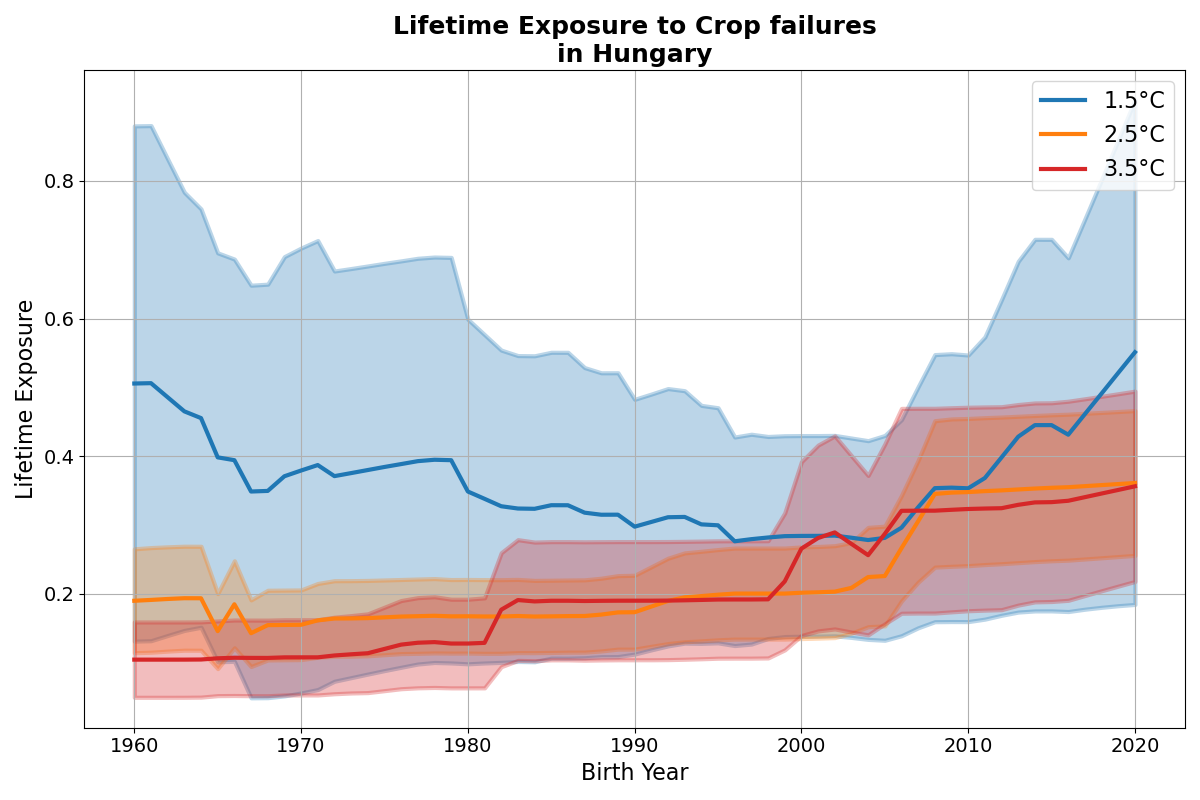 Lifetime Exposure to Crop failures
in Hungary
1.5°C
2.5°C
3.5°C
Lifetime Exposure
0.8
0.6
0.4
0.2
1960 1970 1980 1990 2000 2010 2020
Birth Year